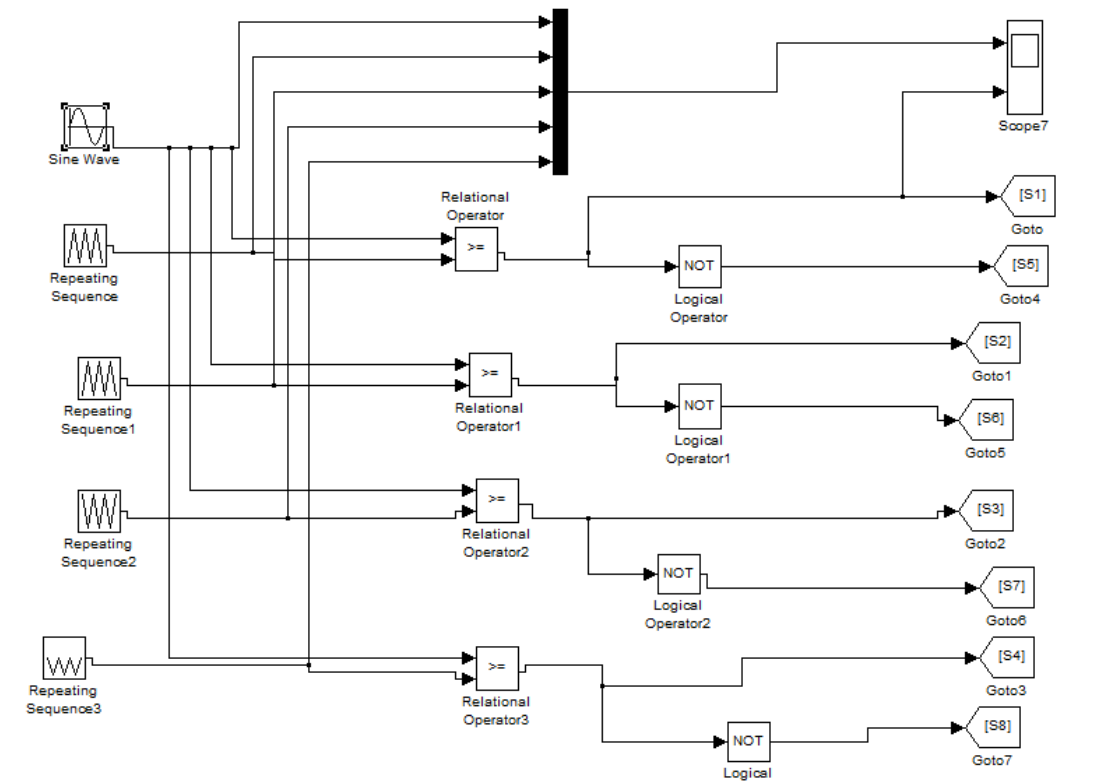 Scope7
Sine Wave
Relational
Operator
>=
[S1]
Goto
Repeating
Sequence
NOT
Logical
Operator
[S5]
Goto4
[S2]
Goto1
>=
Relational
Operator1
Repeating
Sequence1
NOT
Logical
Operator1
[S6]
Goto5
>=
Relational
Operator2
Repeating
Sequence2
[S3]
Goto2
NOT
Logical
Operator2
[S7]
Goto6
>=
Relational
Operator3
Repeating
Sequence3
[S4]
Goto3
NOT
Logical
[S8]
Goto7